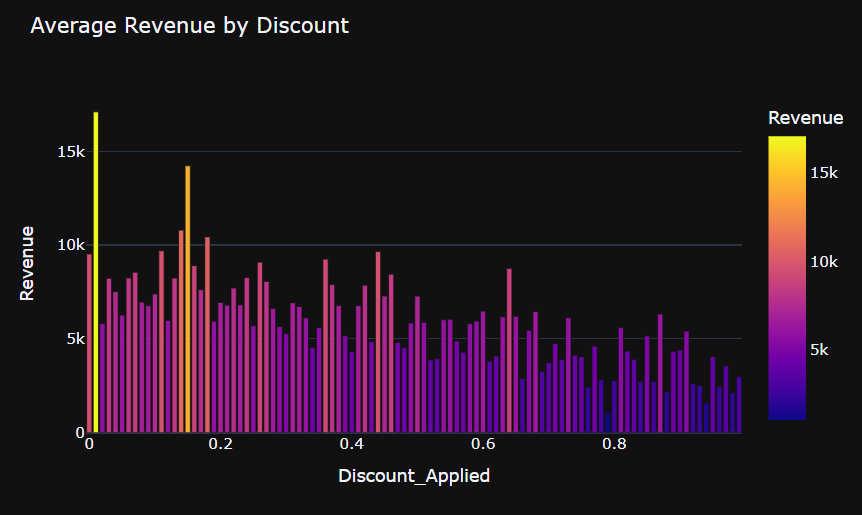 Average Revenue by Discount
Revenue
15k
10k
5k
0
0 0.2 0.4 0.6 0.8
Discount_Applied
Revenue
15k
10k
5k